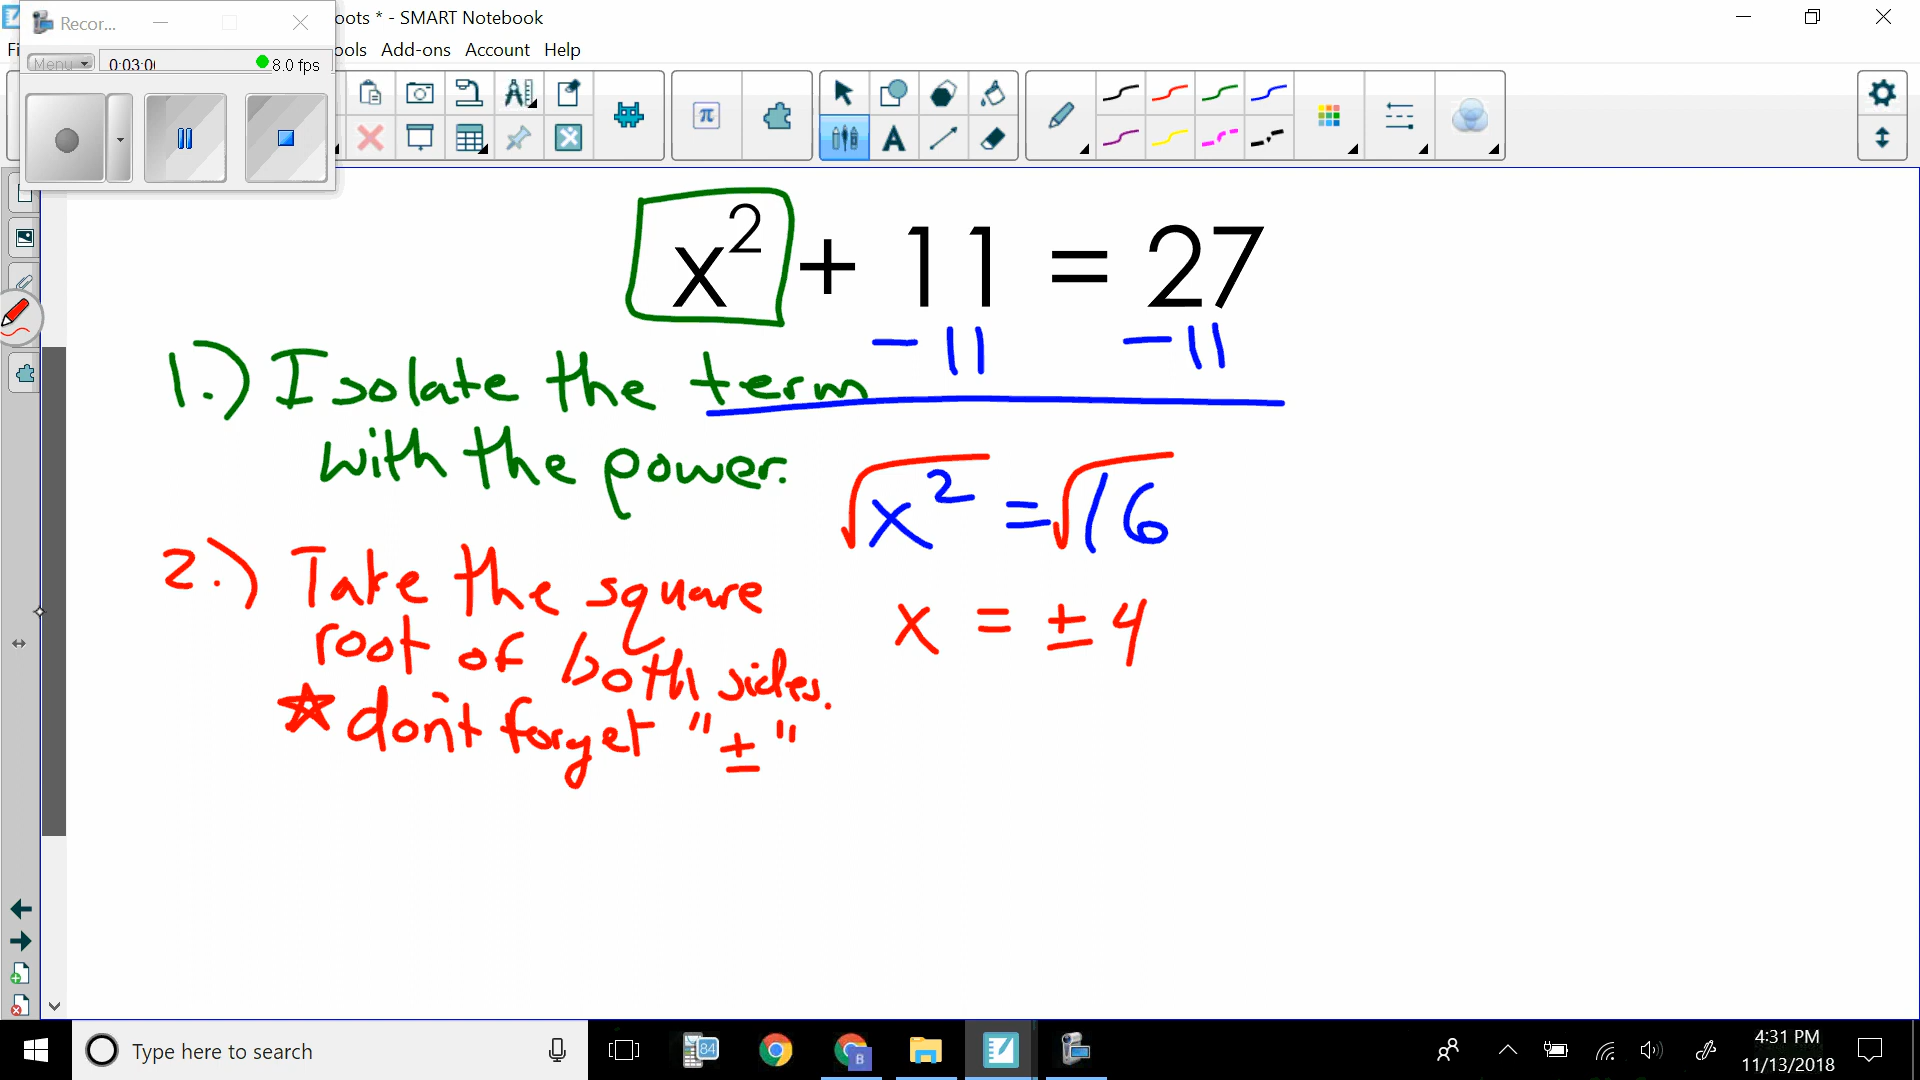 Recor...
oots * - SMART Notebook
Fi
ools Add-ons Account Help
Menu 0:03:0
8.0 fps
π
A
x² + 11 = 27
-11 -11
1.) Isolate the term
with the power.
√x² = √16
2.) Take the square
root of both sides.
x = ± 4
☆ don't forget "±"
Type here to search
84
B
4:31 PM
11/13/2018